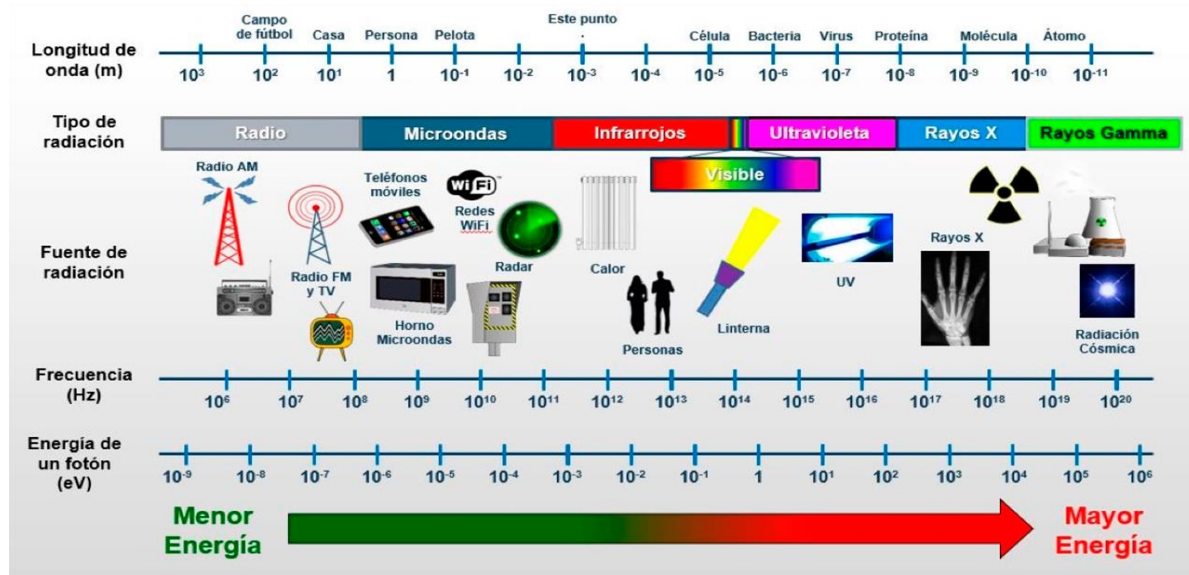 Longitud de
onda (m)
Campo
de fútbol
Casa
Persona
Pelota
Este punto
.
Célula
Bacteria
Virus
Proteína
Molécula
Átomo
10³ 10² 10¹ 1 10⁻¹ 10⁻² 10⁻³ 10⁻⁴ 10⁻⁵ 10⁻⁶ 10⁻⁷ 10⁻⁸ 10⁻⁹ 10⁻¹⁰ 10⁻¹¹
Tipo de
radiación
Radio Microondas Infrarrojos Ultravioleta Rayos X Rayos Gamma
Visible
Fuente de
radiación
Radio AM
Radio FM
y TV
Teléfonos
móviles
Wi Fi™
Redes
WiFi
Radar
Horno
Microondas
Calor
Personas
Linterna
UV
Rayos X
Radiación
Cósmica
Frecuencia
(Hz)
10⁶ 10⁷ 10⁸ 10⁹ 10¹⁰ 10¹¹ 10¹² 10¹³ 10¹⁴ 10¹⁵ 10¹⁶ 10¹⁷ 10¹⁸ 10¹⁹ 10²⁰
Energía de
un fotón
(eV)
10⁻⁹ 10⁻⁸ 10⁻⁷ 10⁻⁶ 10⁻⁵ 10⁻⁴ 10⁻³ 10⁻² 10⁻¹ 1 10¹ 10² 10³ 10⁴ 10⁵ 10⁶
Menor
Energía
Mayor
Energía